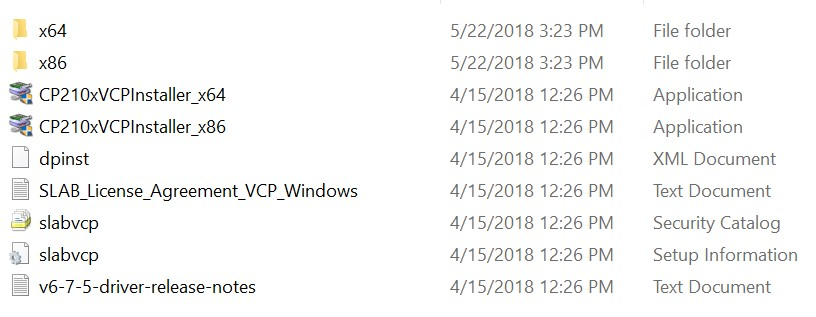 x64 5/22/2018 3:23 PM File folder
x86 5/22/2018 3:23 PM File folder
CP210xVCPInstaller_x64 4/15/2018 12:26 PM Application
CP210xVCPInstaller_x86 4/15/2018 12:26 PM Application
dpinst 4/15/2018 12:26 PM XML Document
SLAB_License_Agreement_VCP_Windows 4/15/2018 12:26 PM Text Document
slabvcp 4/15/2018 12:26 PM Security Catalog
slabvcp 4/15/2018 12:26 PM Setup Information
v6-7-5-driver-release-notes 4/15/2018 12:26 PM Text Document